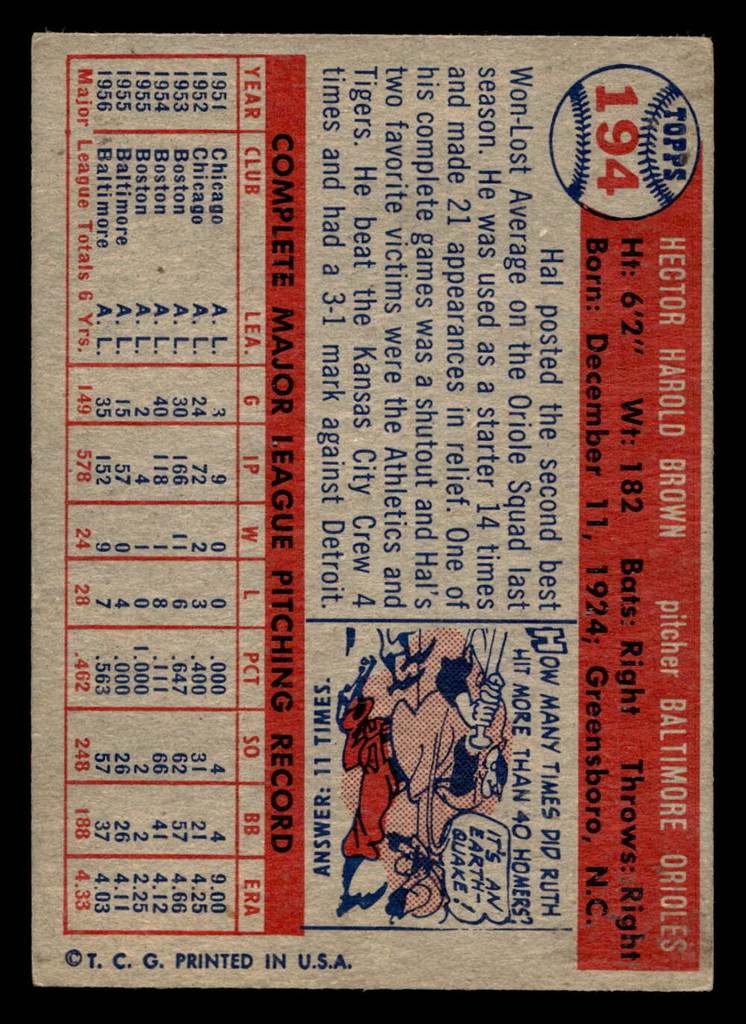 TOPPS
194
HECTOR HAROLD BROWN pitcher BALTIMORE ORIOLES
Ht: 6'2" Wt: 182 Bats: Right Throws: Right
Born: December 11, 1924; Greensboro, N.C.
Hal posted the second best
Won-Lost Average on the Oriole Squad last
season. He was used as a starter 14 times
and made 21 appearances in relief. One of
his complete games was a shutout and Hal's
two favorite victims were the Athletics and
Tigers. He beat the Kansas City Crew 4
times and had a 3-1 mark against Detroit.
HOW MANY TIMES DID RUTH
HIT MORE THAN 40 HOMERS?
IT'S AN
EARTH-
QUAKE!
ANSWER: 11 TIMES.
COMPLETE MAJOR LEAGUE PITCHING RECORD
YEAR CLUB LEA. G IP W L PCT SO BB ERA
1951 Chicago A. L. 3 9 0 0 .000 4 4 9.00
1952 Chicago A. L. 24 72 2 3 .400 31 21 4.25
1953 Boston A. L. 30 166 11 6 .647 62 57 4.66
1954 Boston A. L. 40 118 1 8 .111 66 41 4.12
1955 Boston A. L. 2 4 1 0 1.000 2 2 2.25
1955 Baltimore A. L. 15 57 0 4 .000 26 26 4.11
1956 Baltimore A. L. 35 152 9 7 .563 57 37 4.03
Major League Totals 6 Yrs. 149 578 24 28 .462 248 188 4.33
© T. C. G. PRINTED IN U.S.A.